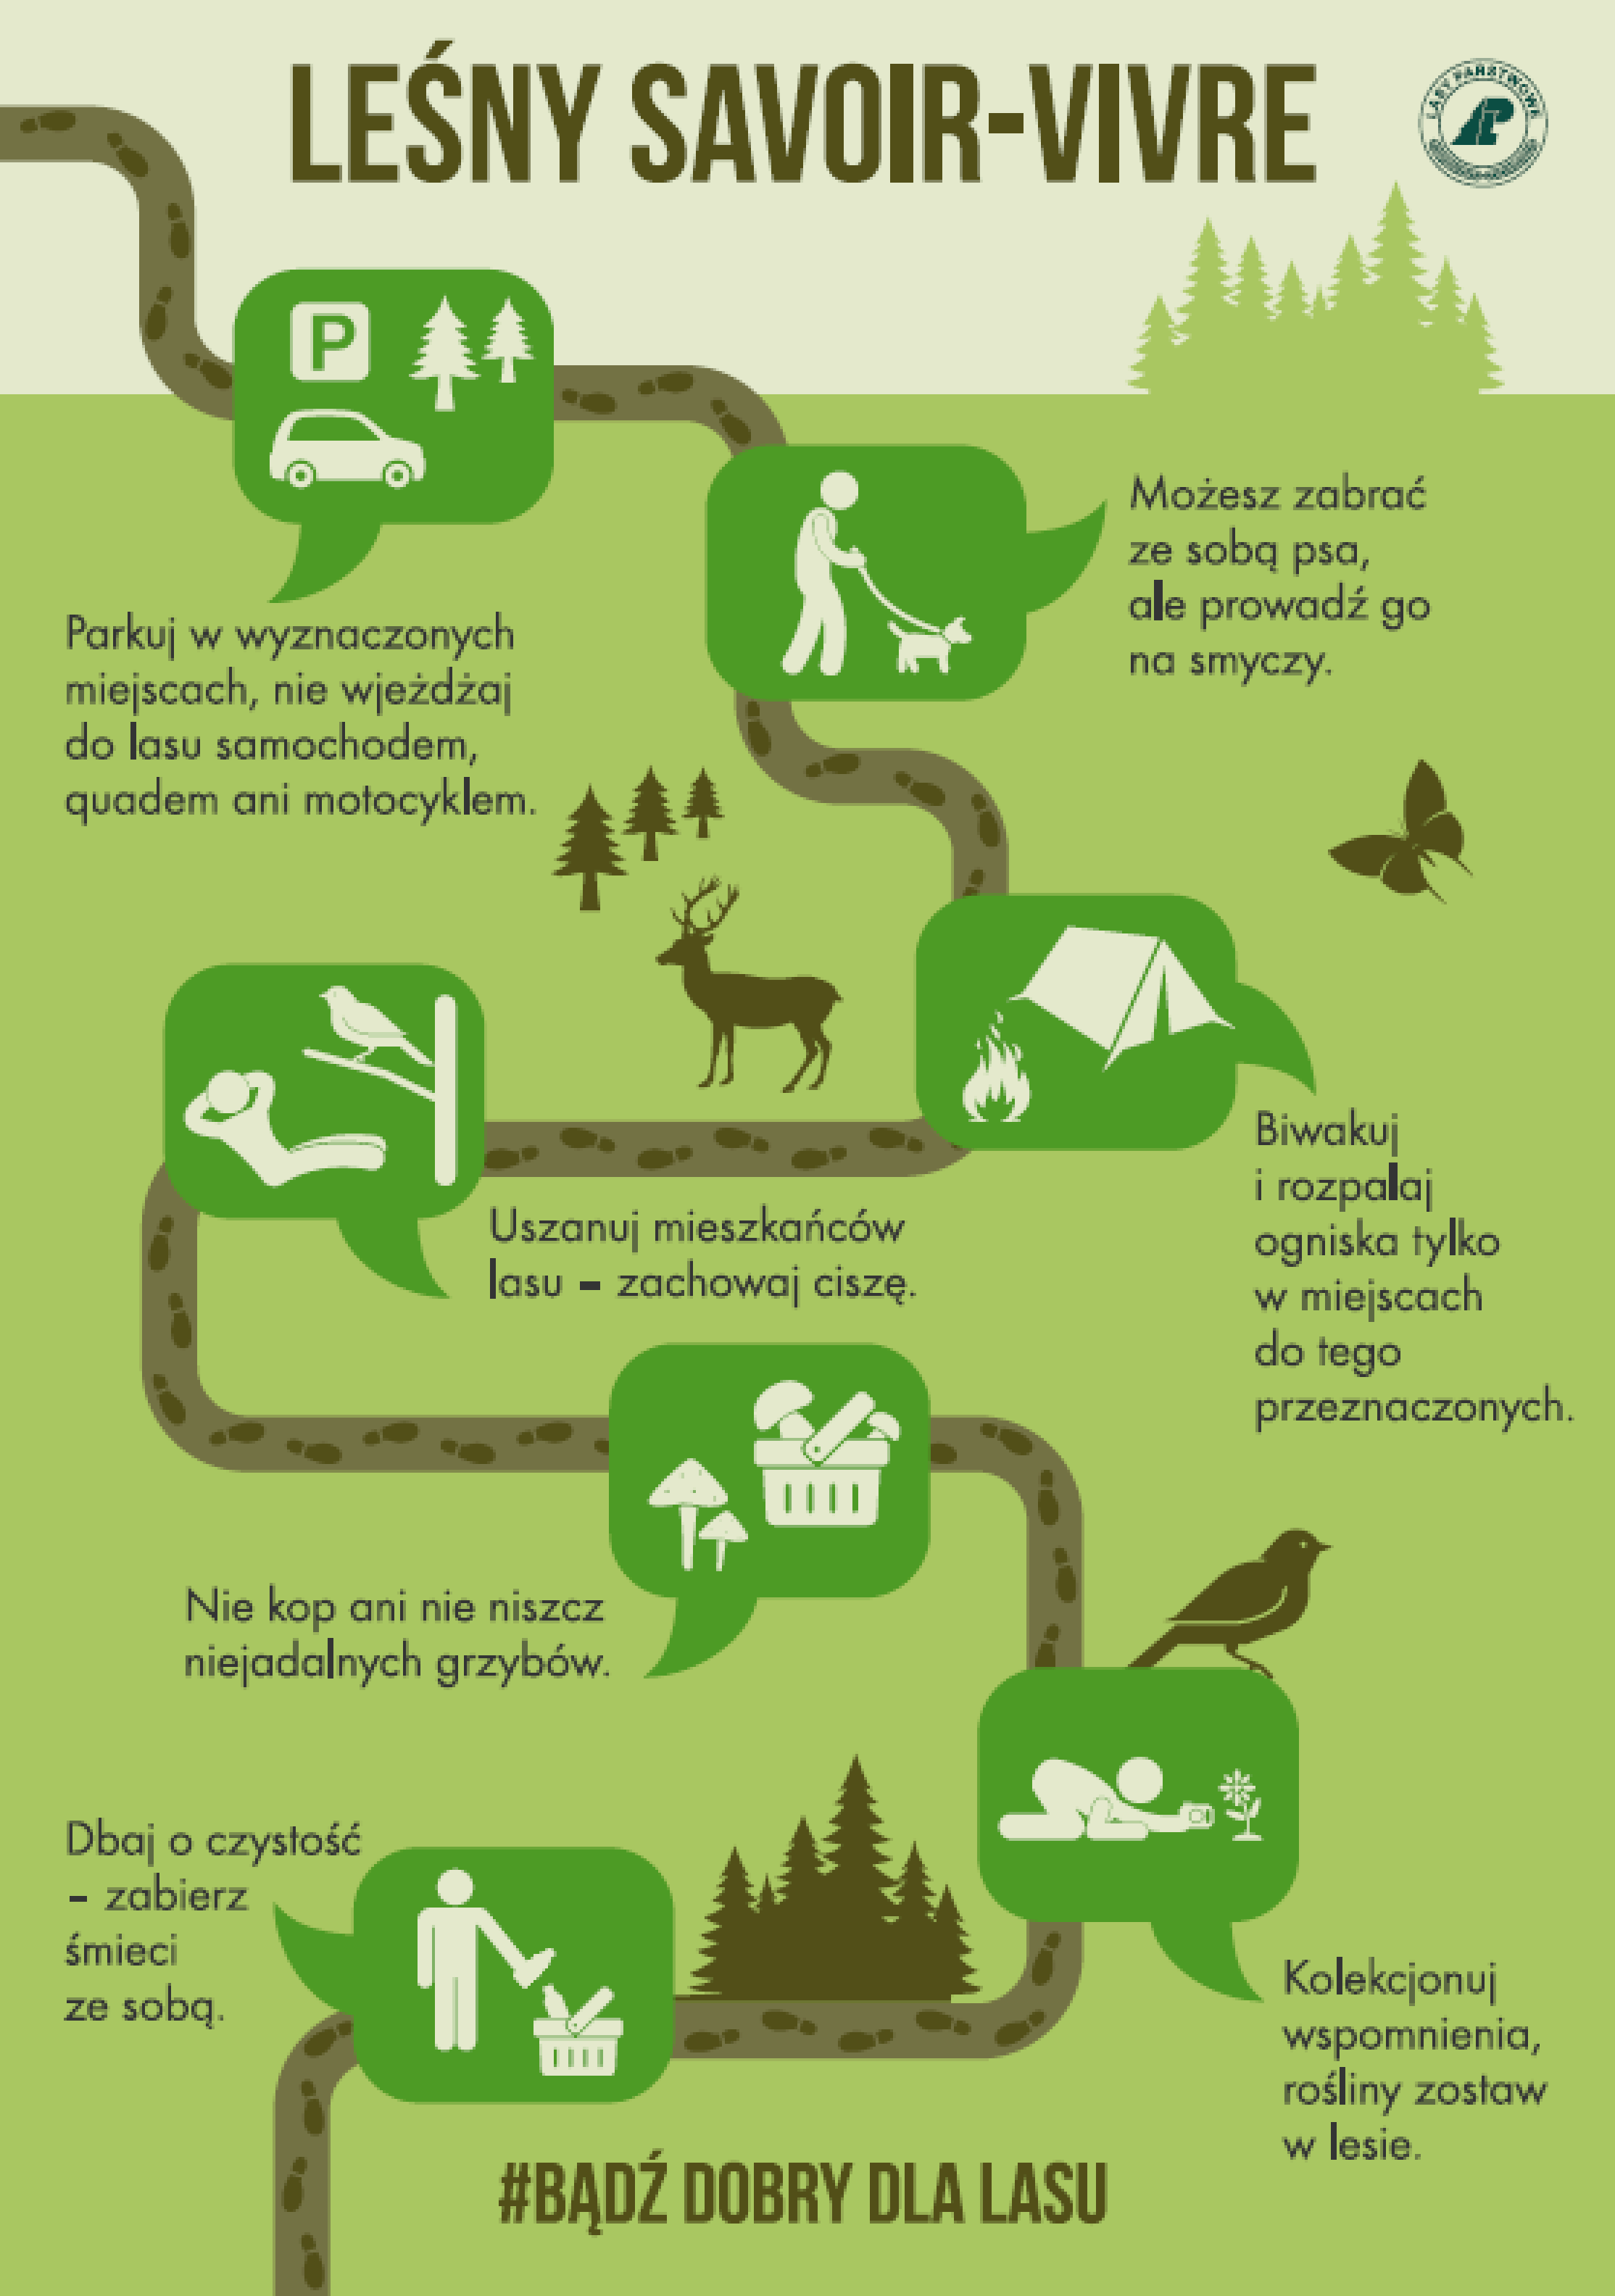 LEŚNY SAVOIR-VIVRE
LASY PAŃSTWOWE
P
Parkuj w wyznaczonych
miejscach, nie wjeżdżaj
do lasu samochodem,
quadem ani motocyklem.
Możesz zabrać
ze sobą psa,
ale prowadź go
na smyczy.
Biwakuj
i rozpalaj
ogniska tylko
w miejscach
do tego
przeznaczonych.
Uszanuj mieszkańców
lasu – zachowaj ciszę.
Nie kop ani nie niszcz
niejadalnych grzybów.
Kolekcjonuj
wspomnienia,
rośliny zostaw
w lesie.
Dbaj o czystość
– zabierz
śmieci
ze sobą.
#BĄDŹ DOBRY DLA LASU